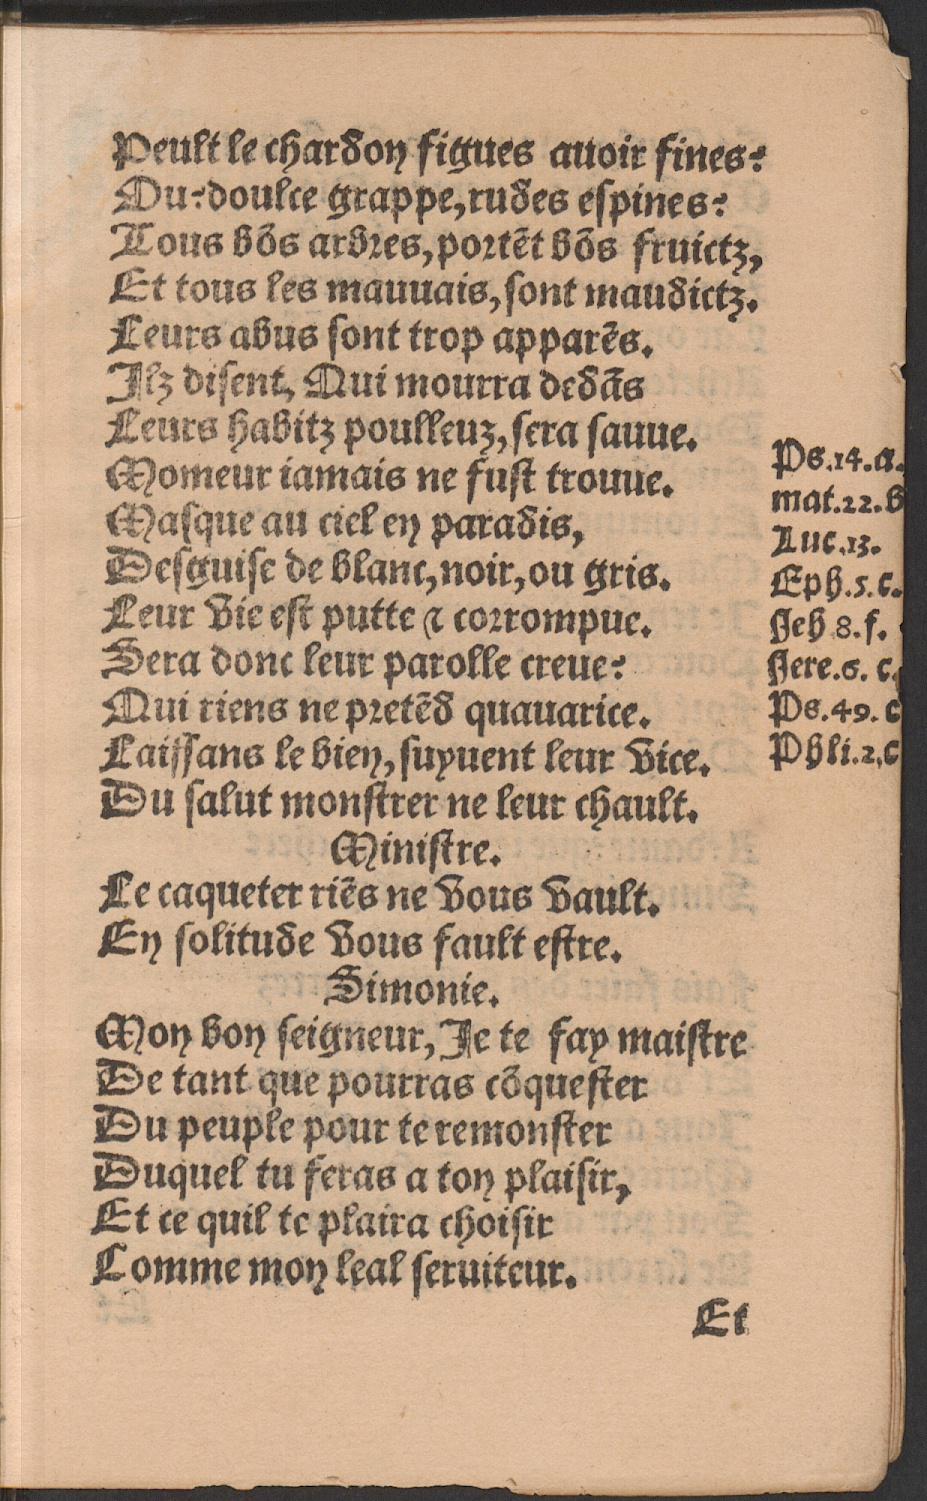 Peult le chardon figues auoir fines?
Ou? doulce grappe, rudes espines?
Tous bõs arbres, portẽt bõs fruictz,
Et tous les mauuais, sont maudictz.
Leurs abus sont trop apparẽs.
Ilz disent, Qui mourra dedãs
Leurs habitz poulleuz, sera sauue.
Momeur iamais ne fust trouue.
Masque au ciel en paradis,
Desguise de blanc, noir, ou gris.
Leur vie est putte & corrompue.
Sera donc leur parolle creue?
Qui riens ne pretẽd quauarice.
Laissans le bien, suyuent leur vice.
Du salut monstrer ne leur chault.
Ministre.
Le caqueter riẽs ne vous vault.
En solitude vous fault estre.
Simonie.
Mon bon seigneur, Ie te fay maistre
De tant que pourras cõquester
Du peuple pour te remonster
Duquel tu feras a ton plaisir,
Et ce quil te plaira choisir
Comme mon leal seruiteur.
Et
Ps.14.a.
mat.22.b
Luc.13.
Eph.5.c.
Jeh 8.f.
Jere.6. c.
Ps.49.c
Phli.2.c